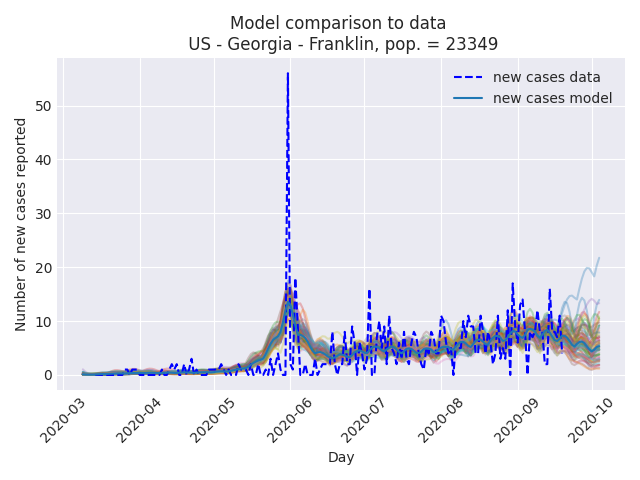 Model comparison to data
US - Georgia - Franklin, pop. = 23349
new cases data
new cases model
Number of new cases reported
50
40
30
20
10
0
2020-03
2020-04
2020-05
2020-06
2020-07
2020-08
2020-09
2020-10
Day